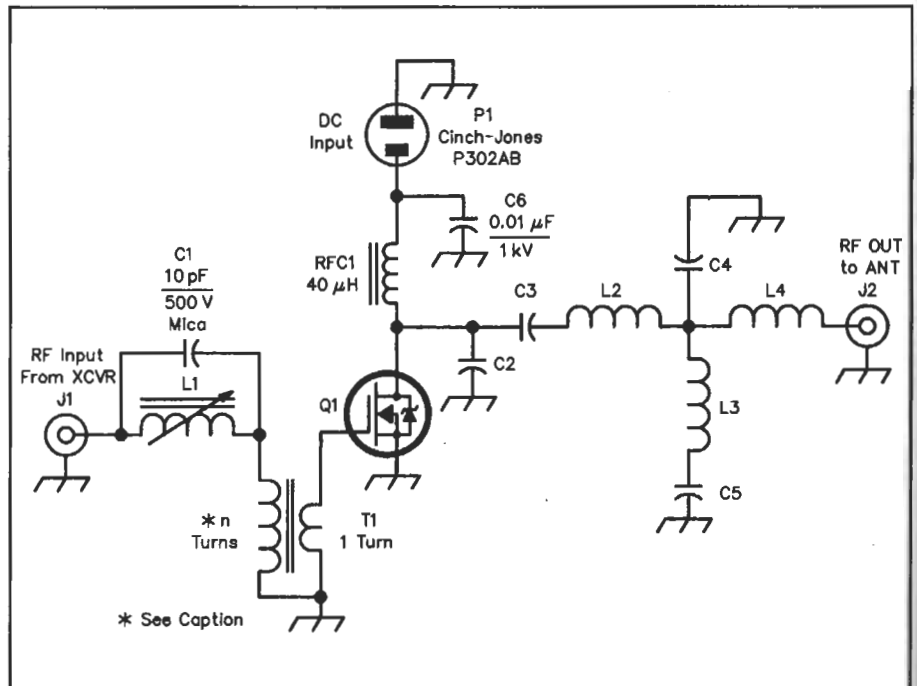 DC
Input
P1
Cinch-Jones
P302AB
C6
0.01 μF
1 kV
RFC1
40 μH
C1
10 pF
500 V
Mica
L1
RF Input
From XCVR
J1
C3
L2
C4
RF OUT
to ANT
J2
L4
C2
Q1
L3
C5
* n
Turns
T1
1 Turn
* See Caption